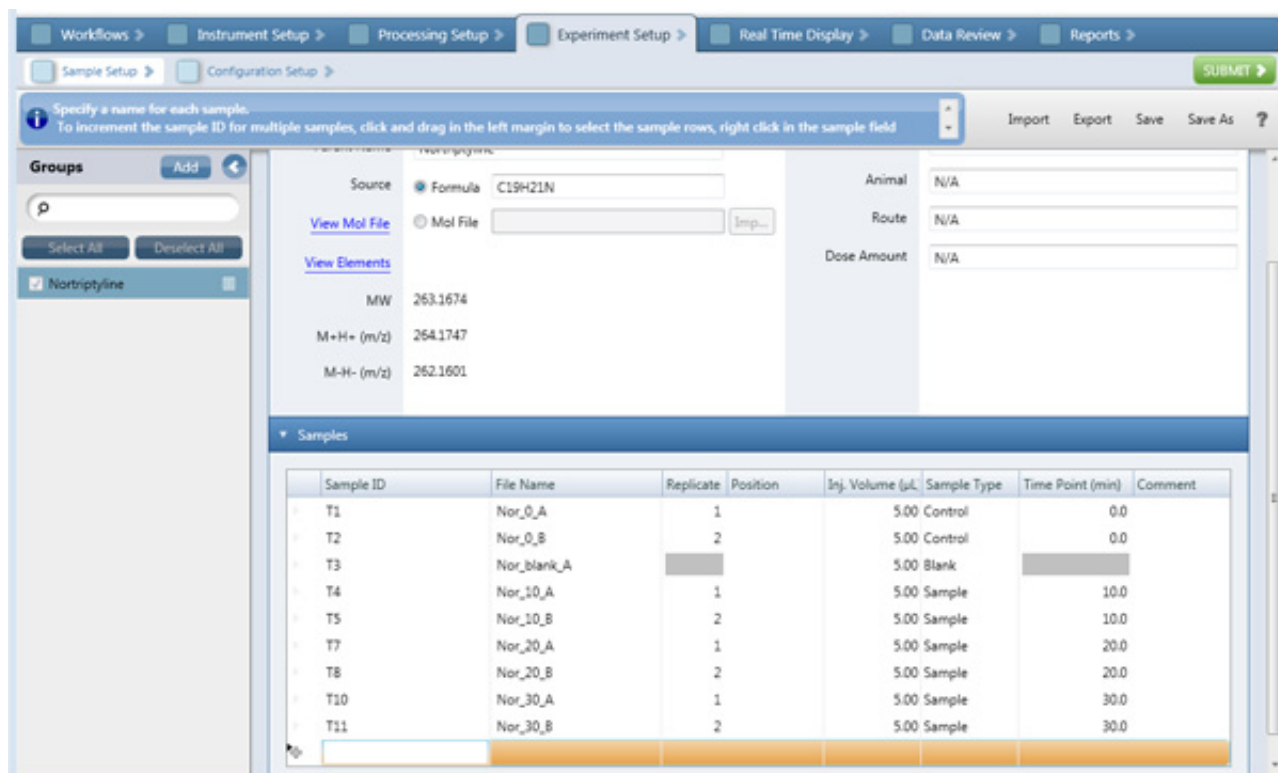 Workflows Instrument Setup Processing Setup Experiment Setup Real Time Display Data Review Reports
Sample Setup Configuration Setup SUBMIT
Specify a name for each sample.
To increment the sample ID for multiple samples, click and drag in the left margin to select the sample rows, right click in the sample field
Import Export Save Save As ?
Groups Add
Select All Deselect All
Nortriptyline
Parent Name Nortriptyline
Source Formula C19H21N
View Mol File Mol File Imp...
View Elements
MW 263.1674
M+H+ (m/z) 264.1747
M-H- (m/z) 262.1601
Animal N/A
Route N/A
Dose Amount N/A
Samples
Sample ID File Name Replicate Position Inj. Volume (µL Sample Type Time Point (min) Comment
T1 Nor_0_A 1 5.00 Control 0.0
T2 Nor_0_B 2 5.00 Control 0.0
T3 Nor_blank_A 5.00 Blank
T4 Nor_10_A 1 5.00 Sample 10.0
T5 Nor_10_B 2 5.00 Sample 10.0
T7 Nor_20_A 1 5.00 Sample 20.0
T8 Nor_20_B 2 5.00 Sample 20.0
T10 Nor_30_A 1 5.00 Sample 30.0
T11 Nor_30_B 2 5.00 Sample 30.0